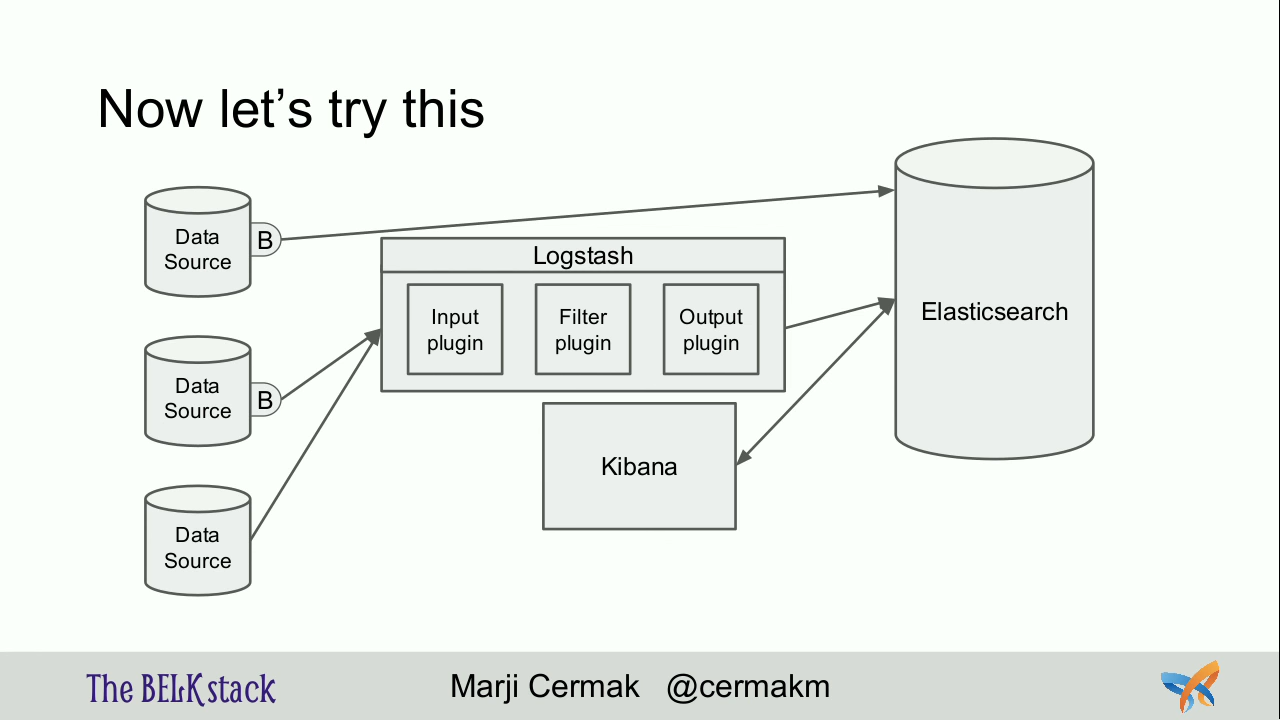 Now let’s try this
Data
Source
B
Logstash
Input
plugin
Filter
plugin
Output
plugin
Elasticsearch
Data
Source
B
Kibana
Data
Source
The BELK stack
Marji Cermak @cermakm